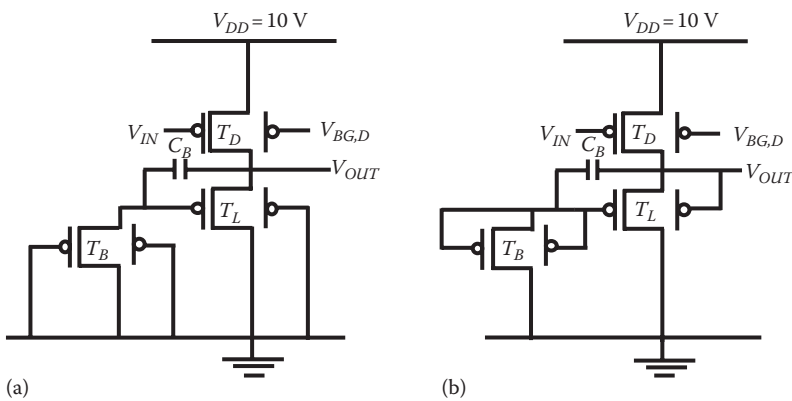 V_DD = 10 V
V_IN
T_D
V_BG,D
C_B
V_OUT
T_L
T_B
(a)
V_DD = 10 V
V_IN
T_D
V_BG,D
C_B
V_OUT
T_L
T_B
(b)